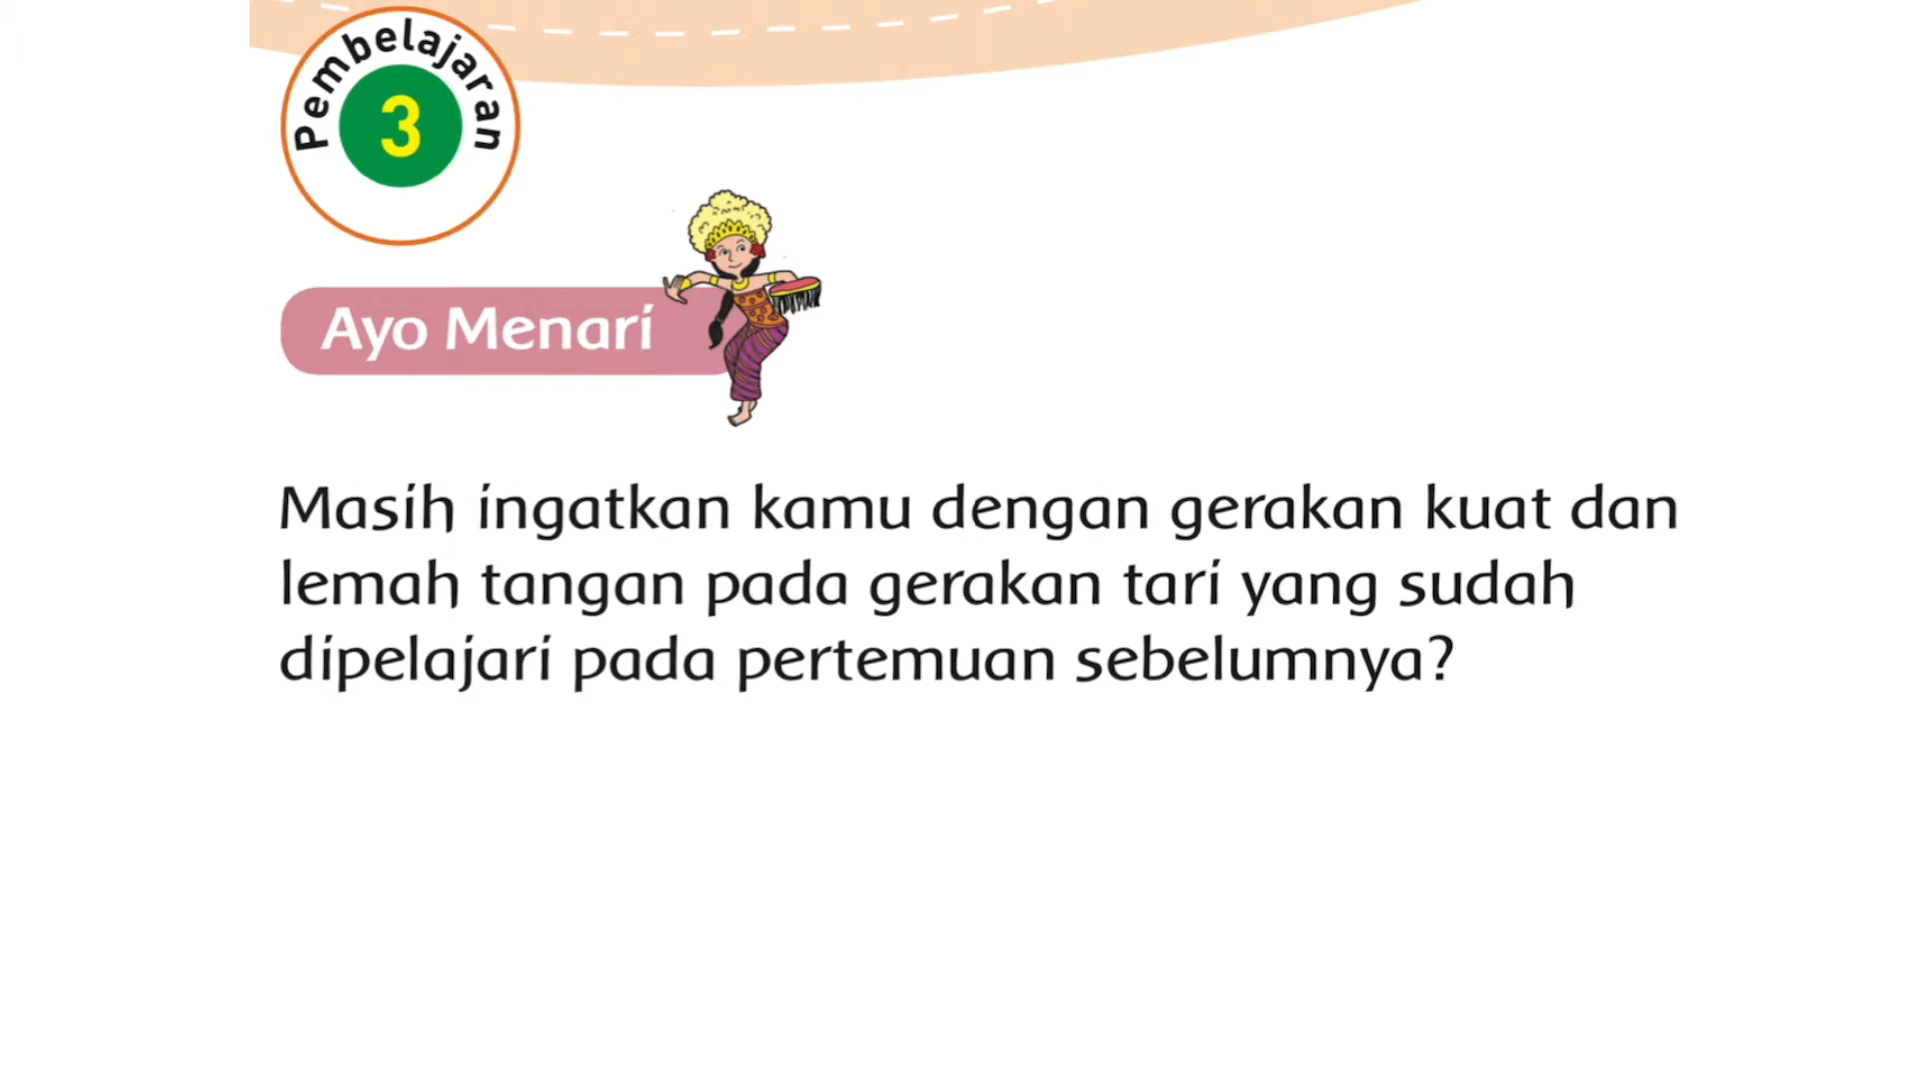 Pembelajaran
3
Ayo Menari
Masih ingatkan kamu dengan gerakan kuat dan
lemah tangan pada gerakan tari yang sudah
dipelajari pada pertemuan sebelumnya?